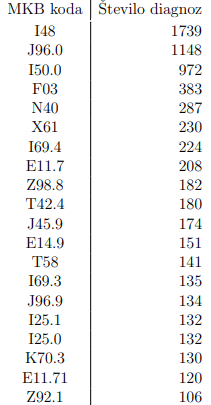 MKB koda Število diagnoz
I48 1739
J96.0 1148
I50.0 972
F03 383
N40 287
X61 230
I69.4 224
E11.7 208
Z98.8 182
T42.4 180
J45.9 174
E14.9 151
T58 141
I69.3 135
J96.9 134
I25.1 132
I25.0 132
K70.3 130
E11.71 120
Z92.1 106